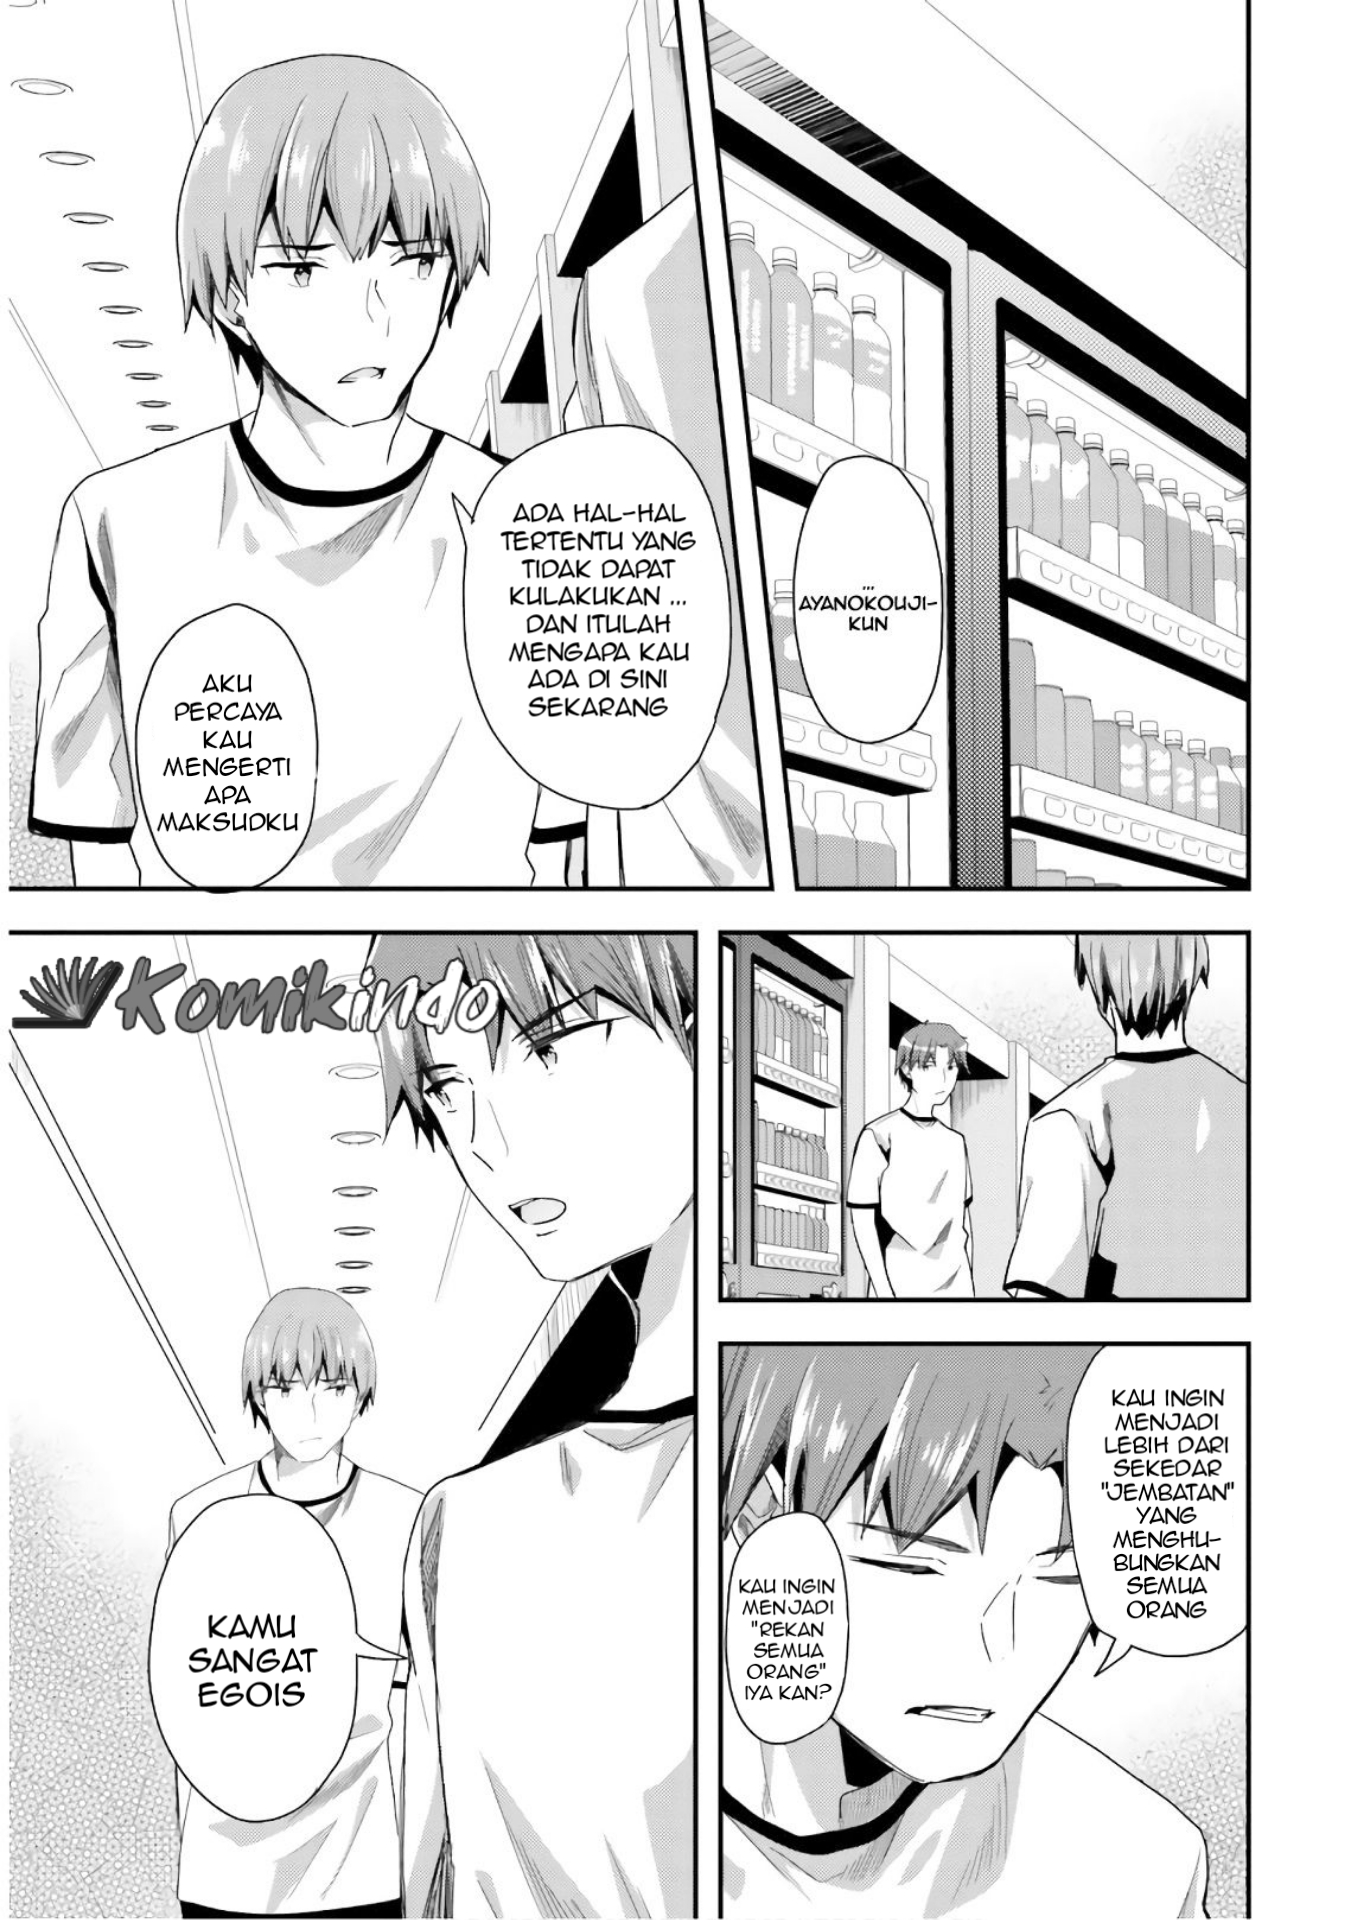 ...
AYANOKOUJI-
KUN
ADA HAL-HAL
TERTENTU YANG
TIDAK DAPAT
KULAKUKAN ...
DAN ITULAH
MENGAPA KAU
ADA DI SINI
SEKARANG
AKU
PERCAYA
KAU
MENGERTI
APA
MAKSUDKU
KAU INGIN
MENJADI
LEBIH DARI
SEKEDAR
"JEMBATAN"
YANG
MENGHU-
BUNGKAN
SEMUA
ORANG
KAU INGIN
MENJADI
"REKAN
SEMUA
ORANG"
IYA KAN?
Komikindo
KAMU
SANGAT
EGOIS